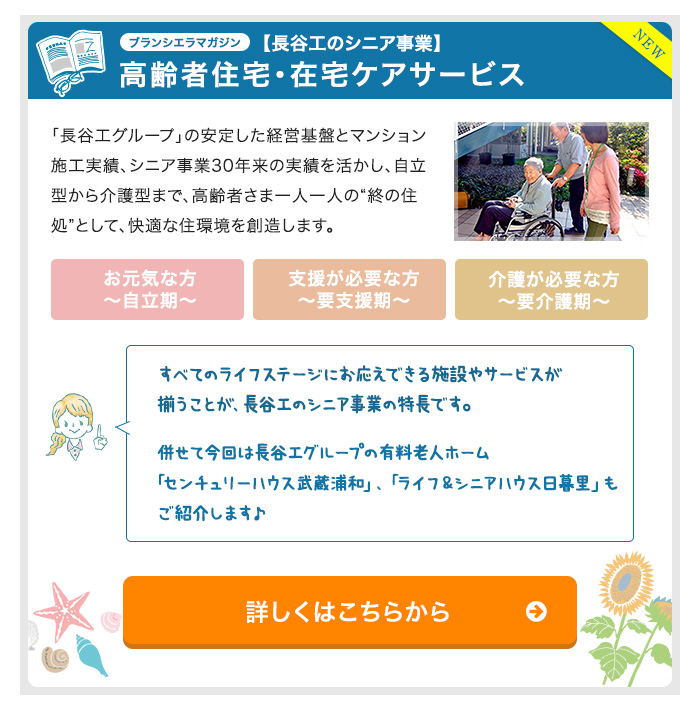 ブランシエラマガジン 【長谷工のシニア事業】
NEW
高齢者住宅・在宅ケアサービス
「長谷工グループ」の安定した経営基盤とマンション
施工実績、シニア事業30年来の実績を活かし、自立
型から介護型まで、高齢者さま一人一人の“終の住
処”として、快適な住環境を創造します。
お元気な方
～自立期～
支援が必要な方
～要支援期～
介護が必要な方
～要介護期～
すべてのライフステージにお応えできる施設やサービスが
揃うことが、長谷工のシニア事業の特長です。
併せて今回は長谷工グループの有料老人ホーム
「センチュリーハウス武蔵浦和」、「ライフ&シニアハウス日暮里」も
ご紹介します♪
詳しくはこちらから